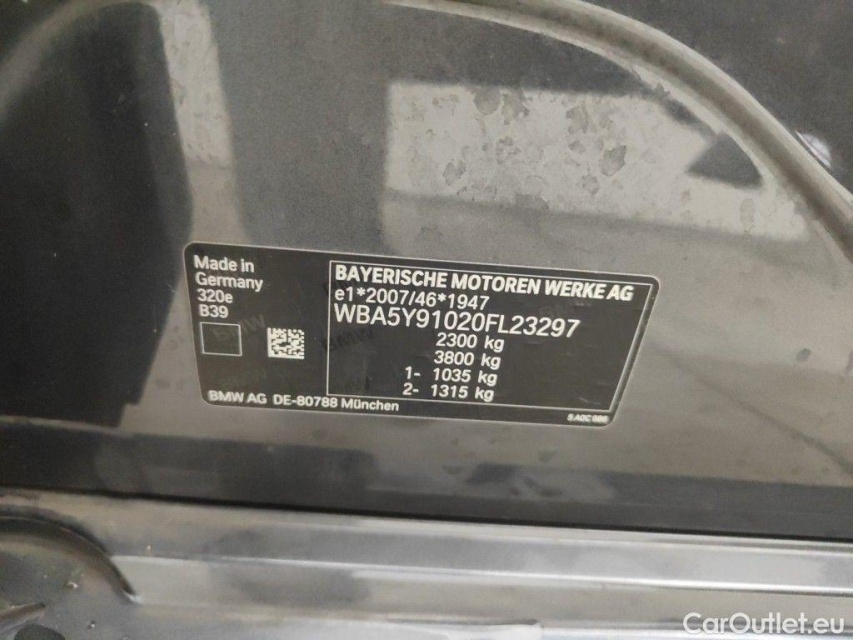 Made in
Germany
320e
B39
BAYERISCHE MOTOREN WERKE AG
e1*2007/46*1947
WBA5Y91020FL23297
2300 kg
3800 kg
1- 1035 kg
2- 1315 kg
BMW AG DE-80788 München
CarOutlet.eu